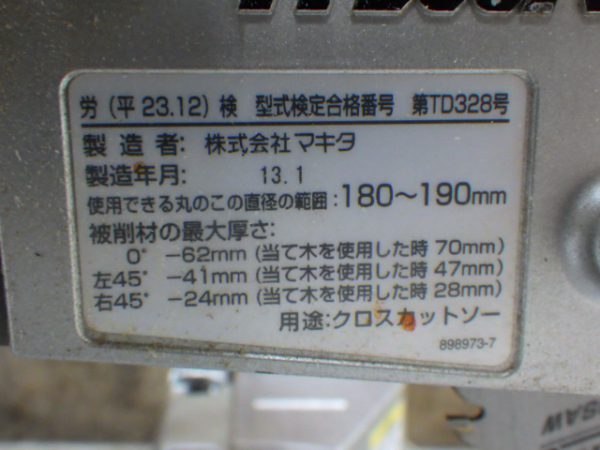 労 (平 23.12) 検 型式検定合格番号 第TD328号
製造者: 株式会社 マキタ
製造年月: 13.1
使用できる丸のこの直径の範囲:180〜190mm
被削材の最大厚さ:
0° −62mm (当て木を使用した時 70mm)
左45° −41mm (当て木を使用した時 47mm)
右45° −24mm (当て木を使用した時 28mm)
用途:クロスカットソー
898973-7
SAW